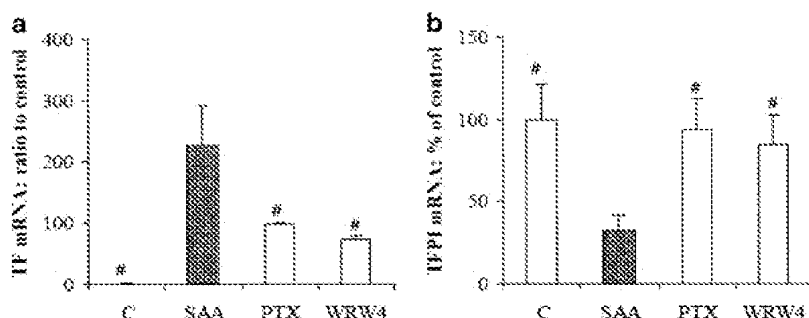 a
TF mRNA: ratio to control
400
300
200
100
0
#
#
#
C SAA PTX WRW4
b
TFPI mRNA: % of control
150
100
50
0
#
#
#
C SAA PTX WRW4